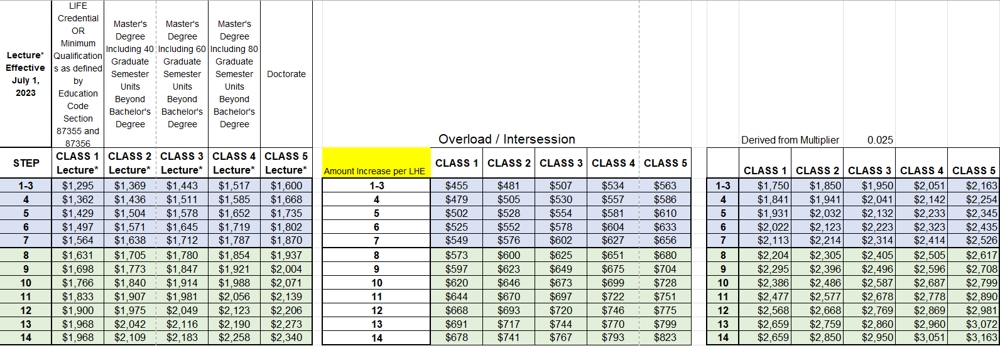 Lecture*
Effective
July 1,
2023
LIFE
Credential
OR
Minimum
Qualification
s as defined
by
Education
Code
Section
87355 and
87356
Master's
Degree
Including 40
Graduate
Semester
Units
Beyond
Bachelor's
Degree
Master's
Degree
Including 60
Graduate
Semester
Units
Beyond
Bachelor's
Degree
Master's
Degree
Including 80
Graduate
Semester
Units
Beyond
Bachelor's
Degree
Doctorate
Overload / Intersession
Derived from Multiplier 0.025
STEP CLASS 1 Lecture* CLASS 2 Lecture* CLASS 3 Lecture* CLASS 4 Lecture* CLASS 5 Lecture* Amount Increase per LHE CLASS 1 CLASS 2 CLASS 3 CLASS 4 CLASS 5 CLASS 1 CLASS 2 CLASS 3 CLASS 4 CLASS 5
1-3 $1,295 $1,369 $1,443 $1,517 $1,600 1-3 $455 $481 $507 $534 $563 1-3 $1,750 $1,850 $1,950 $2,051 $2,163
4 $1,362 $1,436 $1,511 $1,585 $1,668 4 $479 $505 $530 $557 $586 4 $1,841 $1,941 $2,041 $2,142 $2,254
5 $1,429 $1,504 $1,578 $1,652 $1,735 5 $502 $528 $554 $581 $610 5 $1,931 $2,032 $2,132 $2,233 $2,345
6 $1,497 $1,571 $1,645 $1,719 $1,802 6 $525 $552 $578 $604 $633 6 $2,022 $2,123 $2,223 $2,323 $2,435
7 $1,564 $1,638 $1,712 $1,787 $1,870 7 $549 $576 $602 $627 $656 7 $2,113 $2,214 $2,314 $2,414 $2,526
8 $1,631 $1,705 $1,780 $1,854 $1,937 8 $573 $600 $625 $651 $680 8 $2,204 $2,305 $2,405 $2,505 $2,617
9 $1,698 $1,773 $1,847 $1,921 $2,004 9 $597 $623 $649 $675 $704 9 $2,295 $2,396 $2,496 $2,596 $2,708
10 $1,766 $1,840 $1,914 $1,988 $2,071 10 $620 $646 $673 $699 $728 10 $2,386 $2,486 $2,587 $2,687 $2,799
11 $1,833 $1,907 $1,981 $2,056 $2,139 11 $644 $670 $697 $722 $751 11 $2,477 $2,577 $2,678 $2,778 $2,890
12 $1,900 $1,975 $2,049 $2,123 $2,206 12 $668 $693 $720 $746 $775 12 $2,568 $2,668 $2,769 $2,869 $2,981
13 $1,968 $2,042 $2,116 $2,190 $2,273 13 $691 $717 $744 $770 $799 13 $2,659 $2,759 $2,860 $2,960 $3,072
14 $1,968 $2,109 $2,183 $2,258 $2,340 14 $678 $741 $767 $793 $823 14 $2,659 $2,850 $2,950 $3,051 $3,163